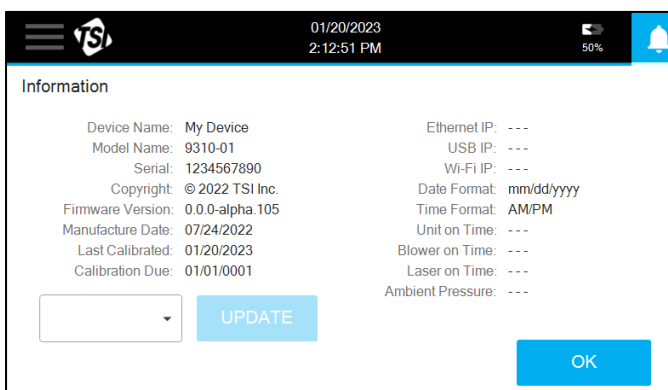 TSI
01/20/2023
2:12:51 PM
50%
Information
Device Name: My Device
Model Name: 9310-01
Serial: 1234567890
Copyright: © 2022 TSI Inc.
Firmware Version: 0.0.0-alpha.105
Manufacture Date: 07/24/2022
Last Calibrated: 01/20/2023
Calibration Due: 01/01/0001
UPDATE
Ethernet IP: ---
USB IP: ---
Wi-Fi IP: ---
Date Format: mm/dd/yyyy
Time Format: AM/PM
Unit on Time: ---
Blower on Time: ---
Laser on Time: ---
Ambient Pressure: ---
OK